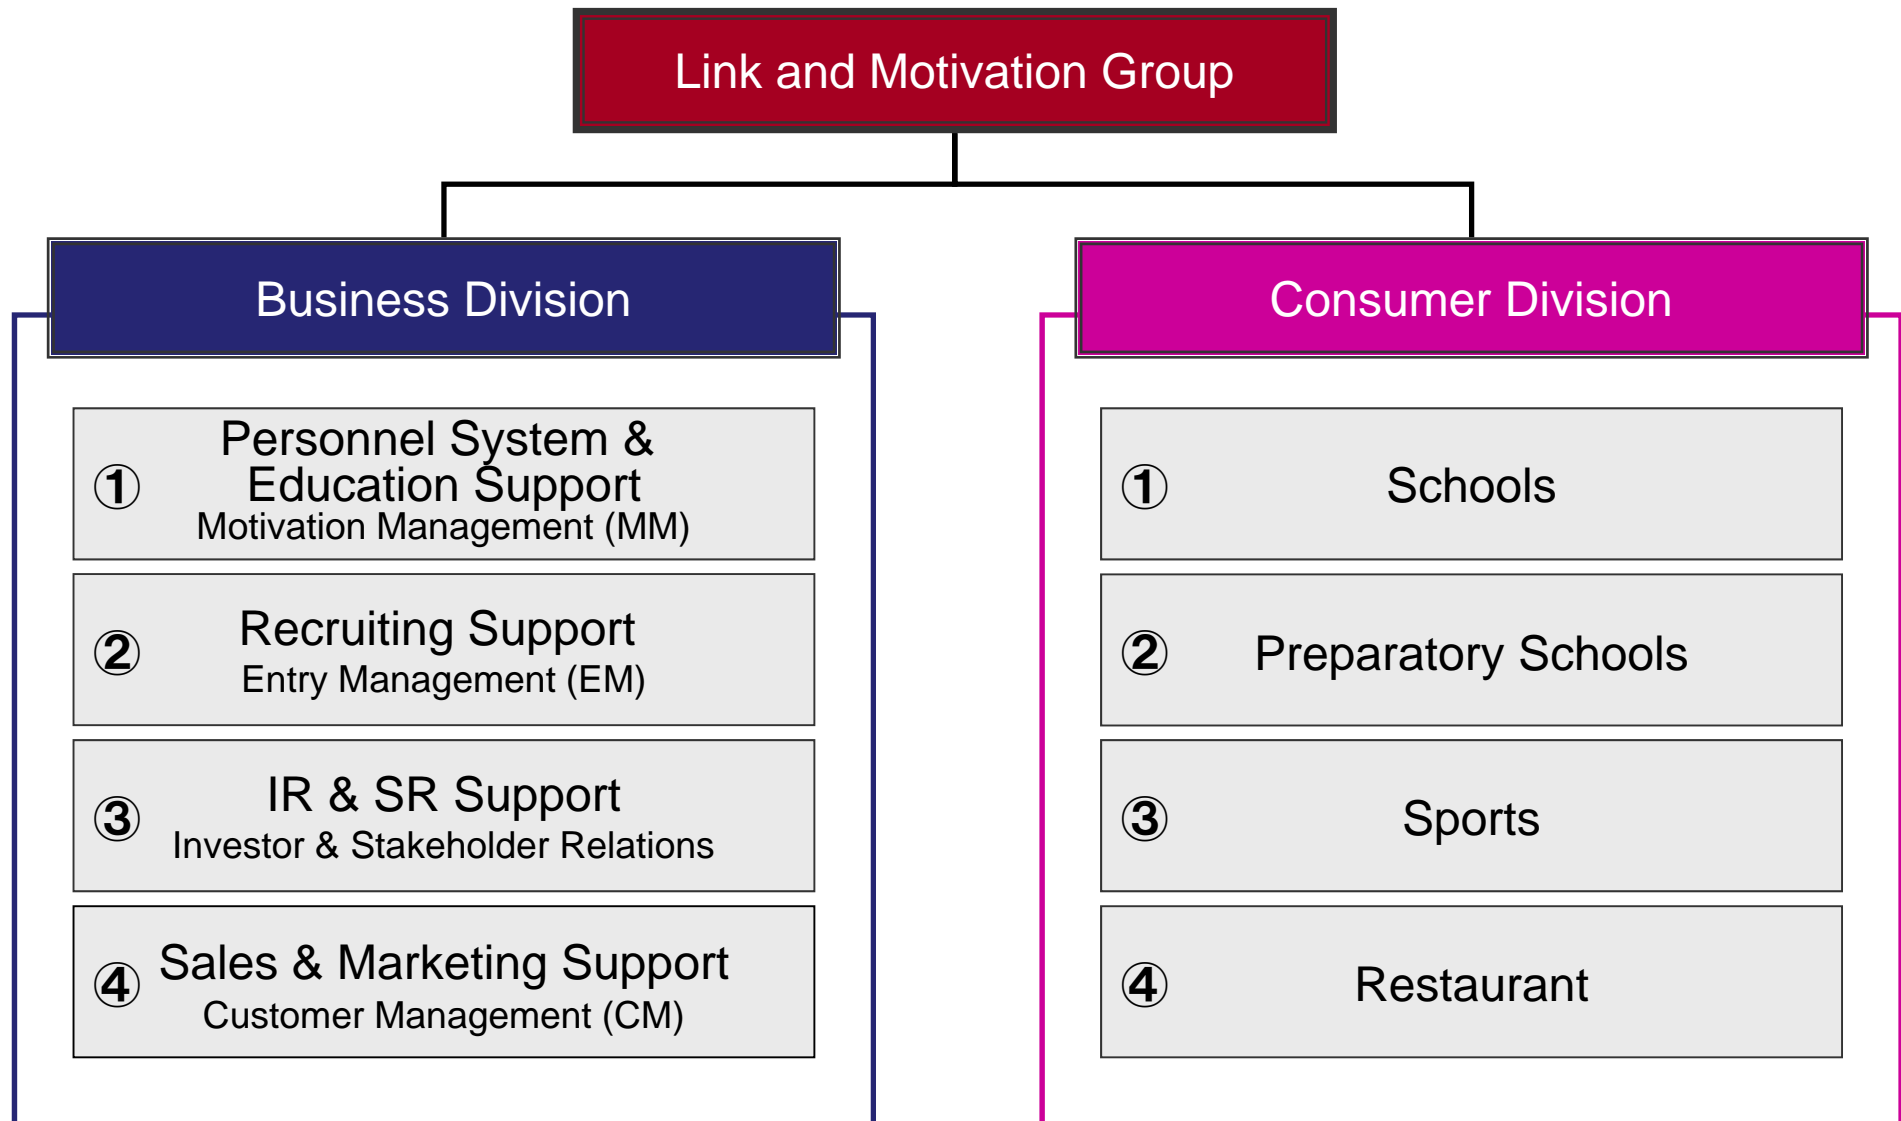 Link and Motivation Group
Business Division
① Personnel System &
Education Support
Motivation Management (MM)
② Recruiting Support
Entry Management (EM)
③ IR & SR Support
Investor & Stakeholder Relations
④ Sales & Marketing Support
Customer Management (CM)
Consumer Division
① Schools
② Preparatory Schools
③ Sports
④ Restaurant